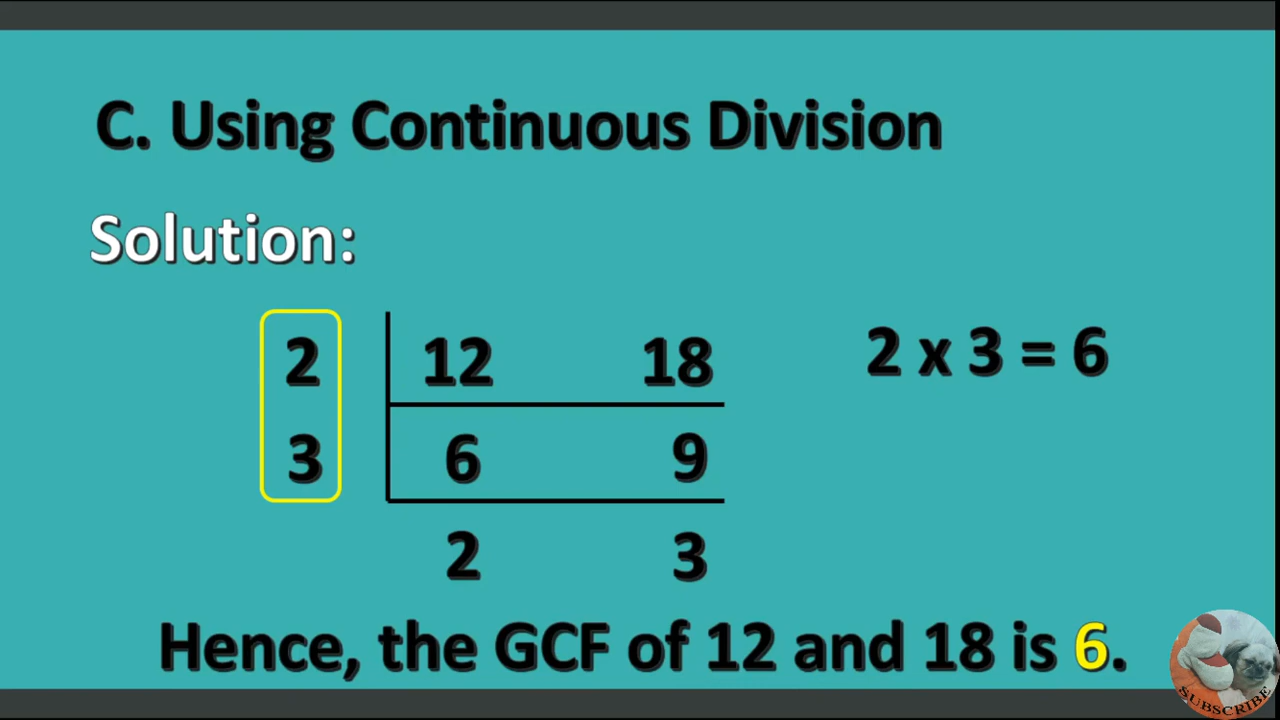 C. Using Continuous Division
Solution:
2 12 18 2 x 3 = 6
3 6 9
2 3
Hence, the GCF of 12 and 18 is 6.
SUBSCRIBE